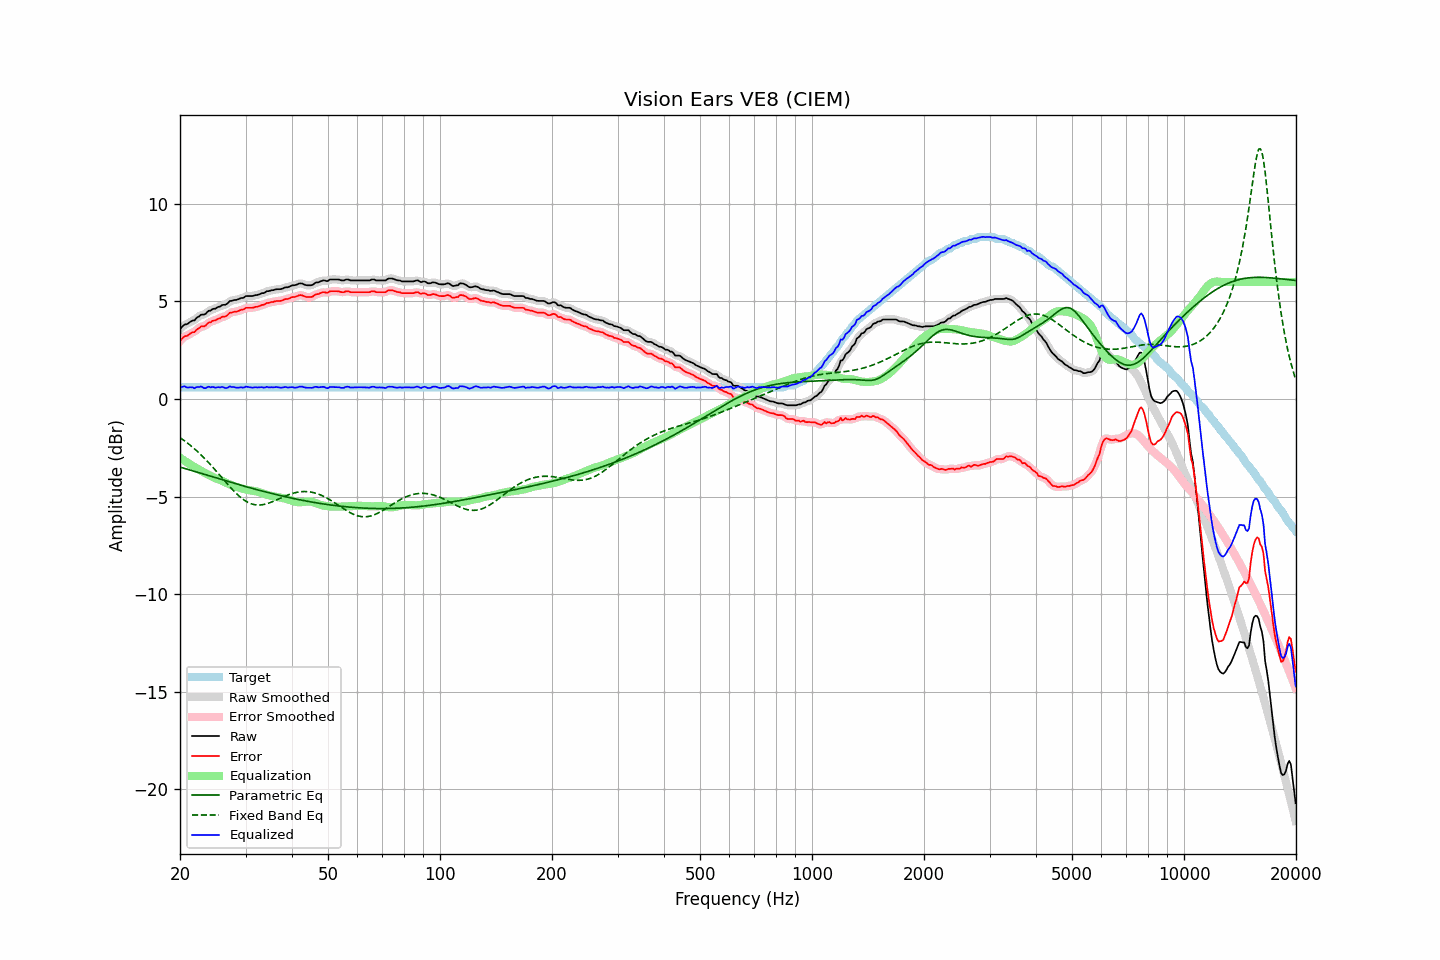 Vision Ears VE8 (CIEM)
Amplitude (dBr)
10
5
0
−5
−10
−15
−20
Target
Raw Smoothed
Error Smoothed
Raw
Error
Equalization
Parametric Eq
Fixed Band Eq
Equalized
20 50 100 200 500 1000 2000 5000 10000 20000
Frequency (Hz)